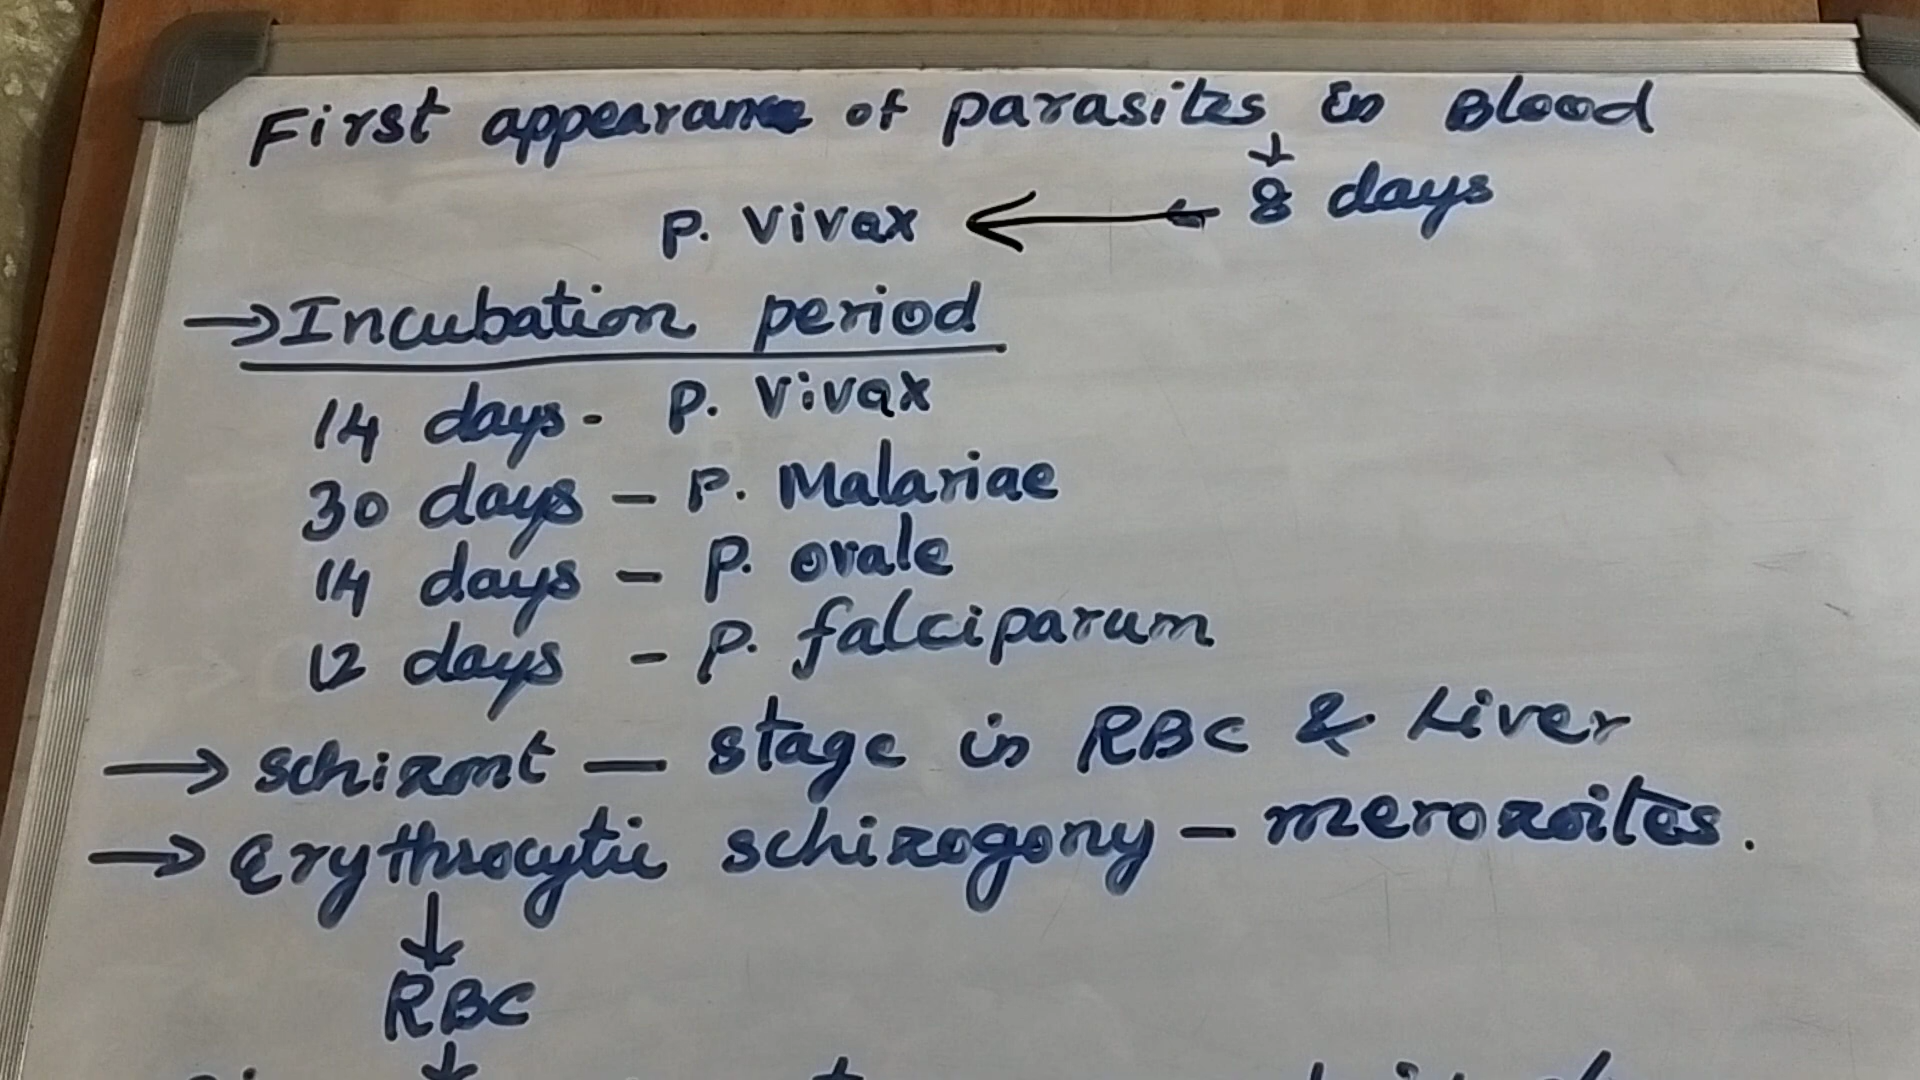 First appearance of parasites in Blood
↓
P. Vivax ← 8 days
→ Incubation period
14 days - P. Vivax
30 days - P. Malariae
14 days - P. ovale
12 days - P. falciparum
→ Schizont - stage in RBC & Liver
→ Erythrocytic schizogony - merozoites.
↓
RBC
↓